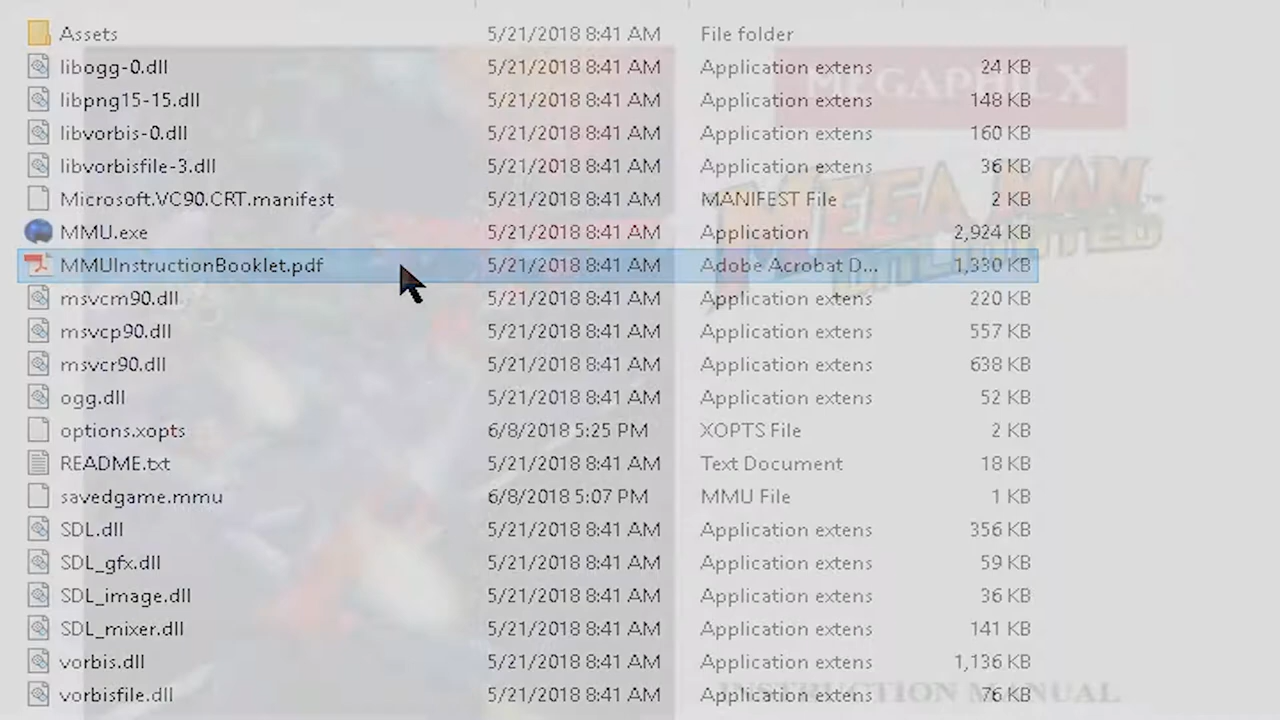 Assets 5/21/2018 8:41 AM File folder
libogg-0.dll 5/21/2018 8:41 AM Application extens 24 KB
MEGAPHILX
libpng15-15.dll 5/21/2018 8:41 AM Application extens 148 KB
libvorbis-0.dll 5/21/2018 8:41 AM Application extens 160 KB
libvorbisfile-3.dll 5/21/2018 8:41 AM Application extens 36 KB
Microsoft.VC90.CRT.manifest 5/21/2018 8:41 AM MANIFEST File 2 KB
MEGA MAN
MMU.exe 5/21/2018 8:41 AM Application 2,924 KB
UNLIMITED
MMUInstructionBooklet.pdf 5/21/2018 8:41 AM Adobe Acrobat D... 1,330 KB
msvcm90.dll 5/21/2018 8:41 AM Application extens 220 KB
msvcp90.dll 5/21/2018 8:41 AM Application extens 557 KB
msvcr90.dll 5/21/2018 8:41 AM Application extens 638 KB
ogg.dll 5/21/2018 8:41 AM Application extens 52 KB
options.xopts 6/8/2018 5:25 PM XOPTS File 2 KB
README.txt 5/21/2018 8:41 AM Text Document 18 KB
savedgame.mmu 6/8/2018 5:07 PM MMU File 1 KB
SDL.dll 5/21/2018 8:41 AM Application extens 356 KB
SDL_gfx.dll 5/21/2018 8:41 AM Application extens 59 KB
SDL_image.dll 5/21/2018 8:41 AM Application extens 36 KB
SDL_mixer.dll 5/21/2018 8:41 AM Application extens 141 KB
vorbis.dll 5/21/2018 8:41 AM Application extens 1,136 KB
vorbisfile.dll 5/21/2018 8:41 AM Application extens 76 KB
INSTRUCTION MANUAL